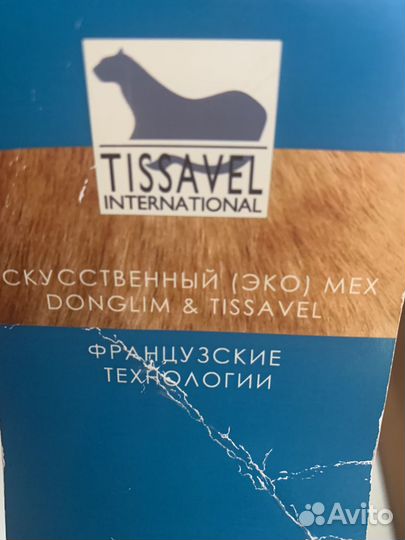 TISSAVEL
INTERNATIONAL
СКУССТВЕННЫЙ (ЭКО) МЕХ
DONGLIM & TISSAVEL
ФРАНЦУЗСКИЕ
ТЕХНОЛОГИИ
Avito